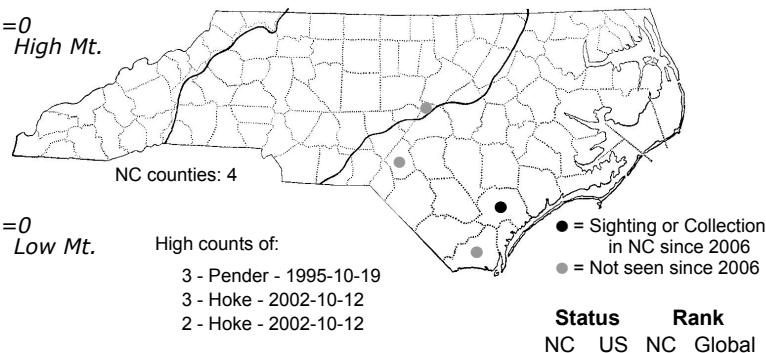 =0
High Mt.
NC counties: 4
=0
Low Mt.
High counts of:
3 - Pender - 1995-10-19
3 - Hoke - 2002-10-12
2 - Hoke - 2002-10-12
● = Sighting or Collection
in NC since 2006
● = Not seen since 2006
Status Rank
NC US NC Global